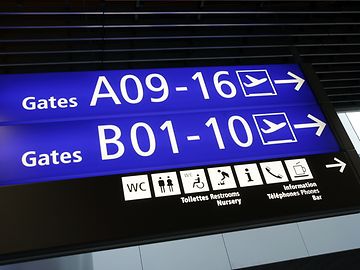 Gates A09-16
Gates B01-10
WC
Toilettes Restrooms
Nursery
Information
Téléphones Phones
Bar